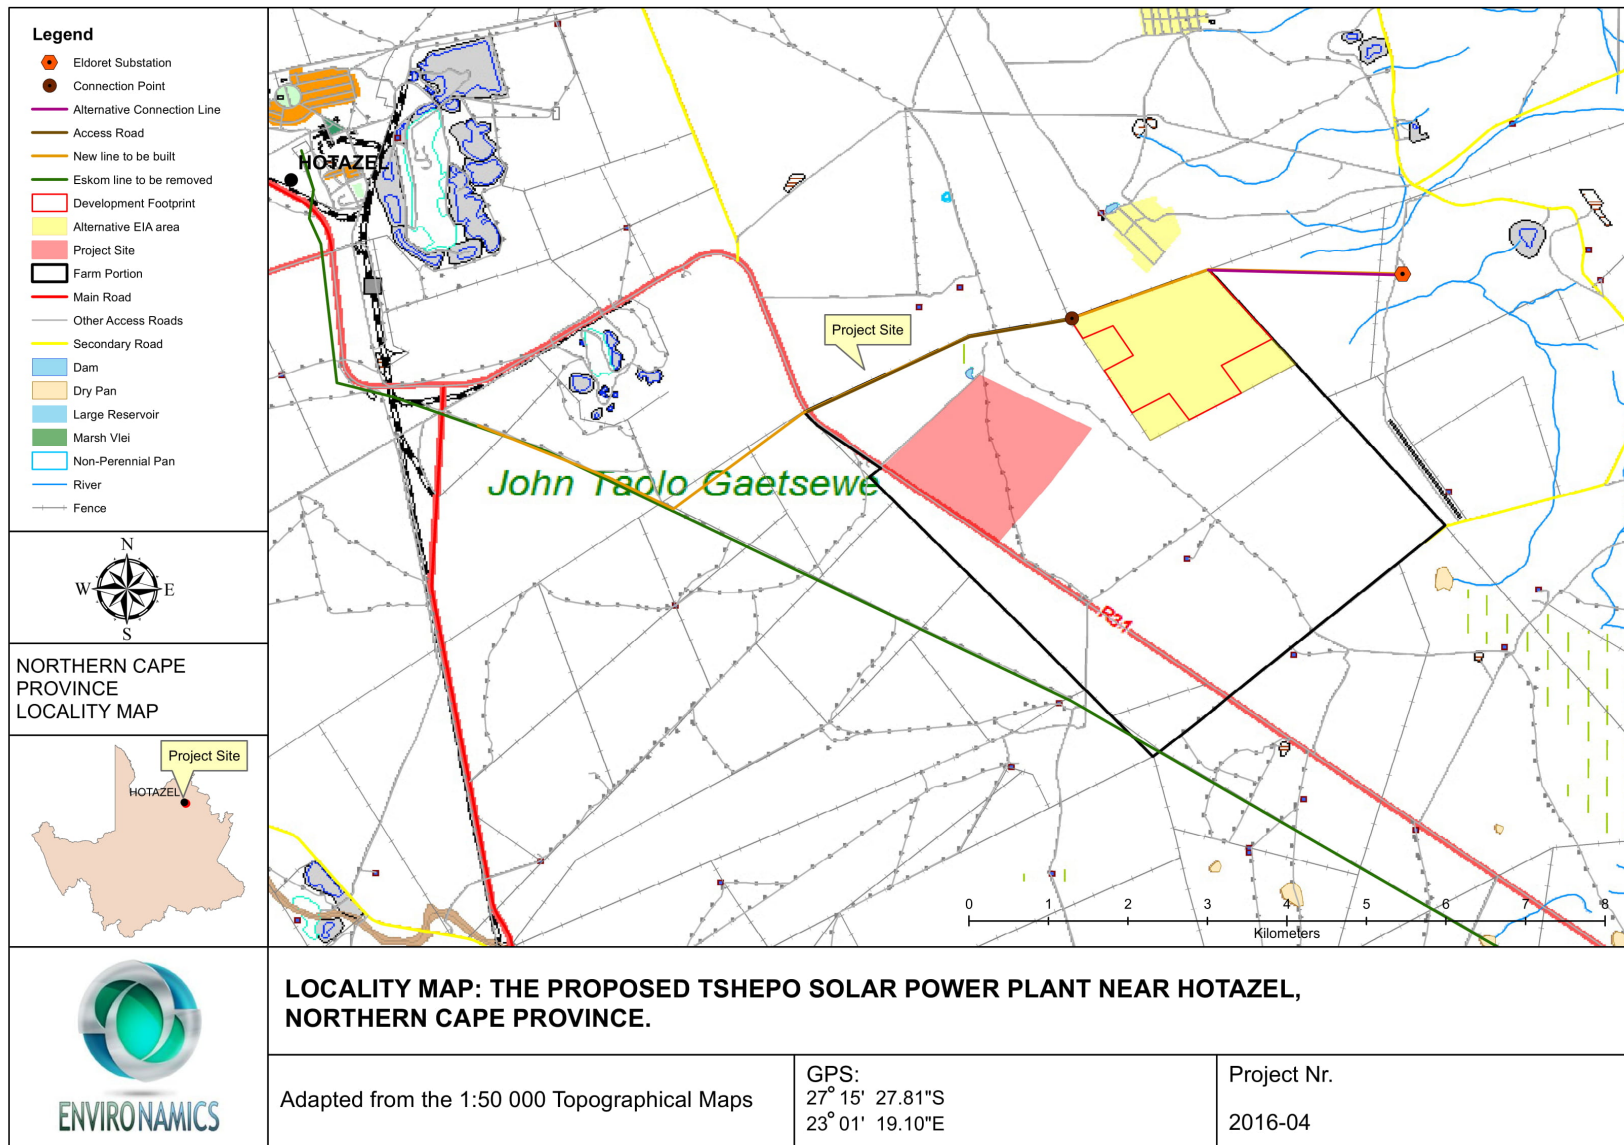 Legend
Eldoret Substation
Connection Point
Alternative Connection Line
Access Road
New line to be built
Eskom line to be removed
Development Footprint
Alternative EIA area
Project Site
Farm Portion
Main Road
Other Access Roads
Secondary Road
Dam
Dry Pan
Large Reservoir
Marsh Vlei
Non-Perennial Pan
River
Fence
N
W E
S
NORTHERN CAPE
PROVINCE
LOCALITY MAP
Project Site
HOTAZEL
ENVIRONAMICS
HOTAZEL
Project Site
John Taolo Gaetsewe
R31
0 1 2 3 4 5 6 7 8
Kilometers
LOCALITY MAP: THE PROPOSED TSHEPO SOLAR POWER PLANT NEAR HOTAZEL,
NORTHERN CAPE PROVINCE.
Adapted from the 1:50 000 Topographical Maps
GPS:
27° 15' 27.81"S
23° 01' 19.10"E
Project Nr.
2016-04